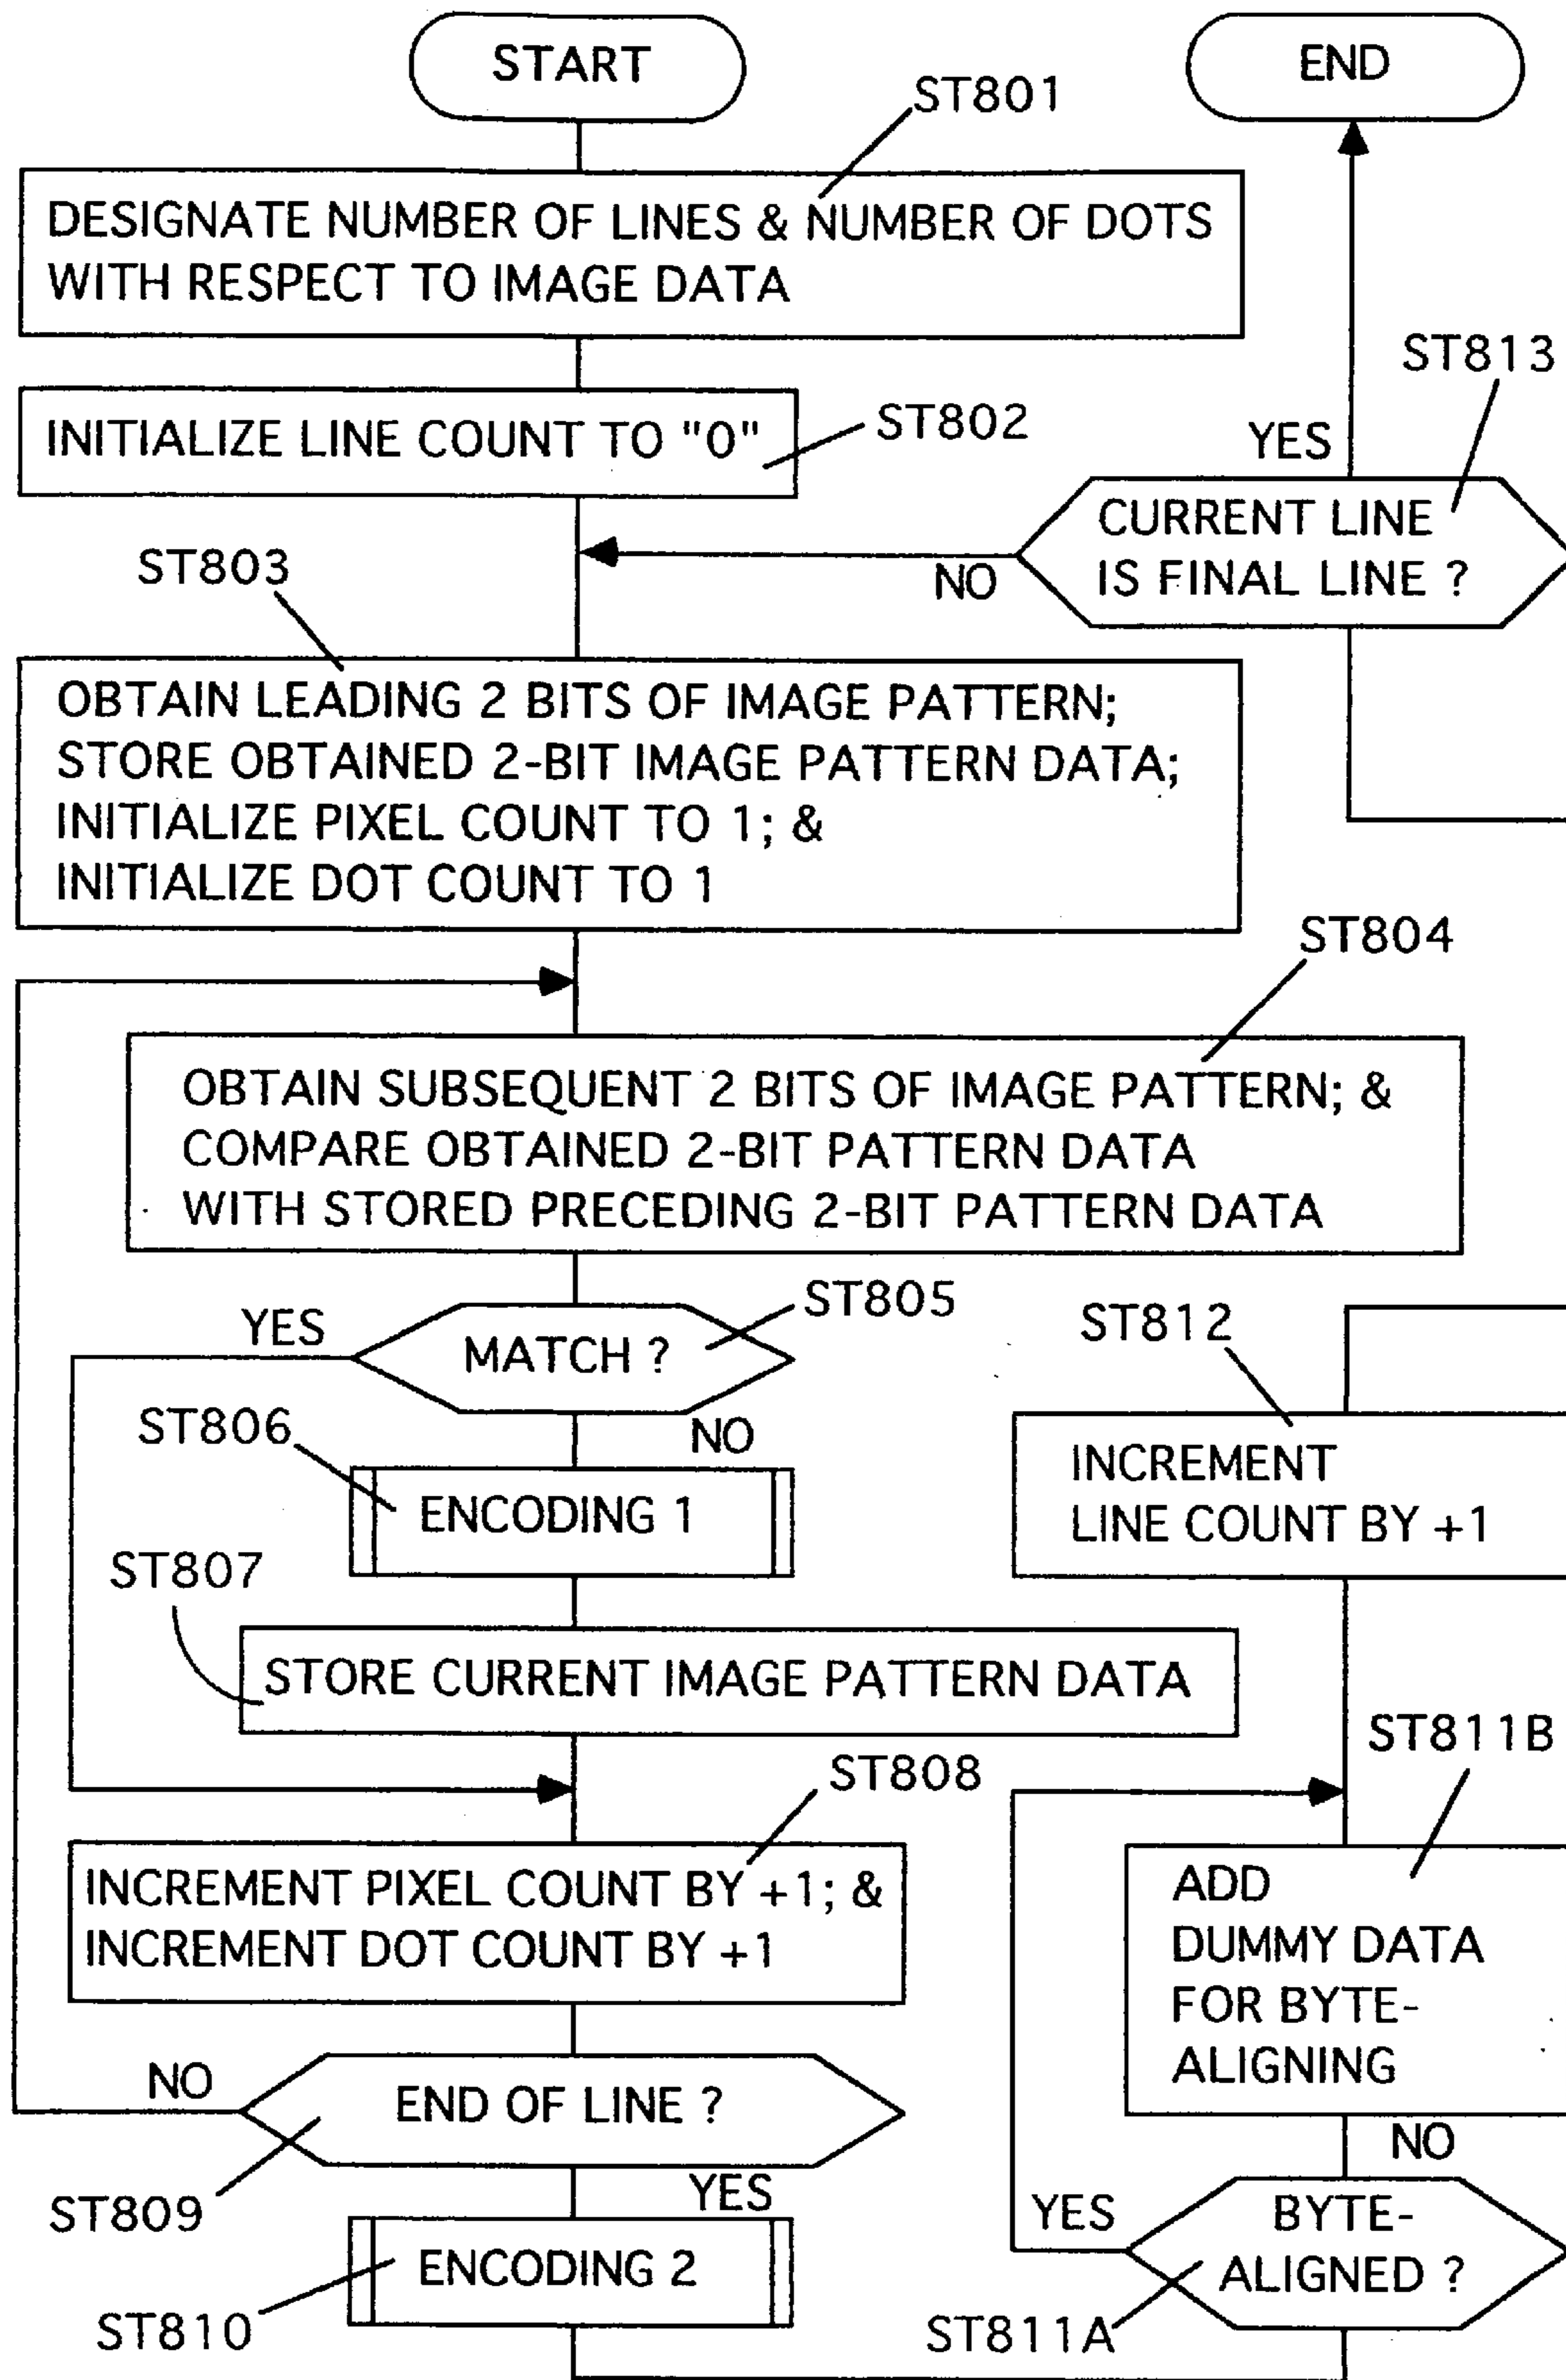 START
ST801
DESIGNATE NUMBER OF LINES & NUMBER OF DOTS
WITH RESPECT TO IMAGE DATA
INITIALIZE LINE COUNT TO "0"
ST802
ST803
OBTAIN LEADING 2 BITS OF IMAGE PATTERN;
STORE OBTAINED 2-BIT IMAGE PATTERN DATA;
INITIALIZE PIXEL COUNT TO 1; &
INITIALIZE DOT COUNT TO 1
ST804
OBTAIN SUBSEQUENT 2 BITS OF IMAGE PATTERN; &
COMPARE OBTAINED 2-BIT PATTERN DATA
WITH STORED PRECEDING 2-BIT PATTERN DATA
ST805
YES
MATCH ?
NO
ST806
ENCODING 1
ST807
STORE CURRENT IMAGE PATTERN DATA
ST808
INCREMENT PIXEL COUNT BY +1; &
INCREMENT DOT COUNT BY +1
NO
END OF LINE ?
ST809
YES
ENCODING 2
ST810
END
ST813
YES
CURRENT LINE
IS FINAL LINE ?
NO
ST812
INCREMENT
LINE COUNT BY +1
ST811B
ADD
DUMMY DATA
FOR BYTE-
ALIGNING
NO
YES
BYTE-
ALIGNED ?
ST811A